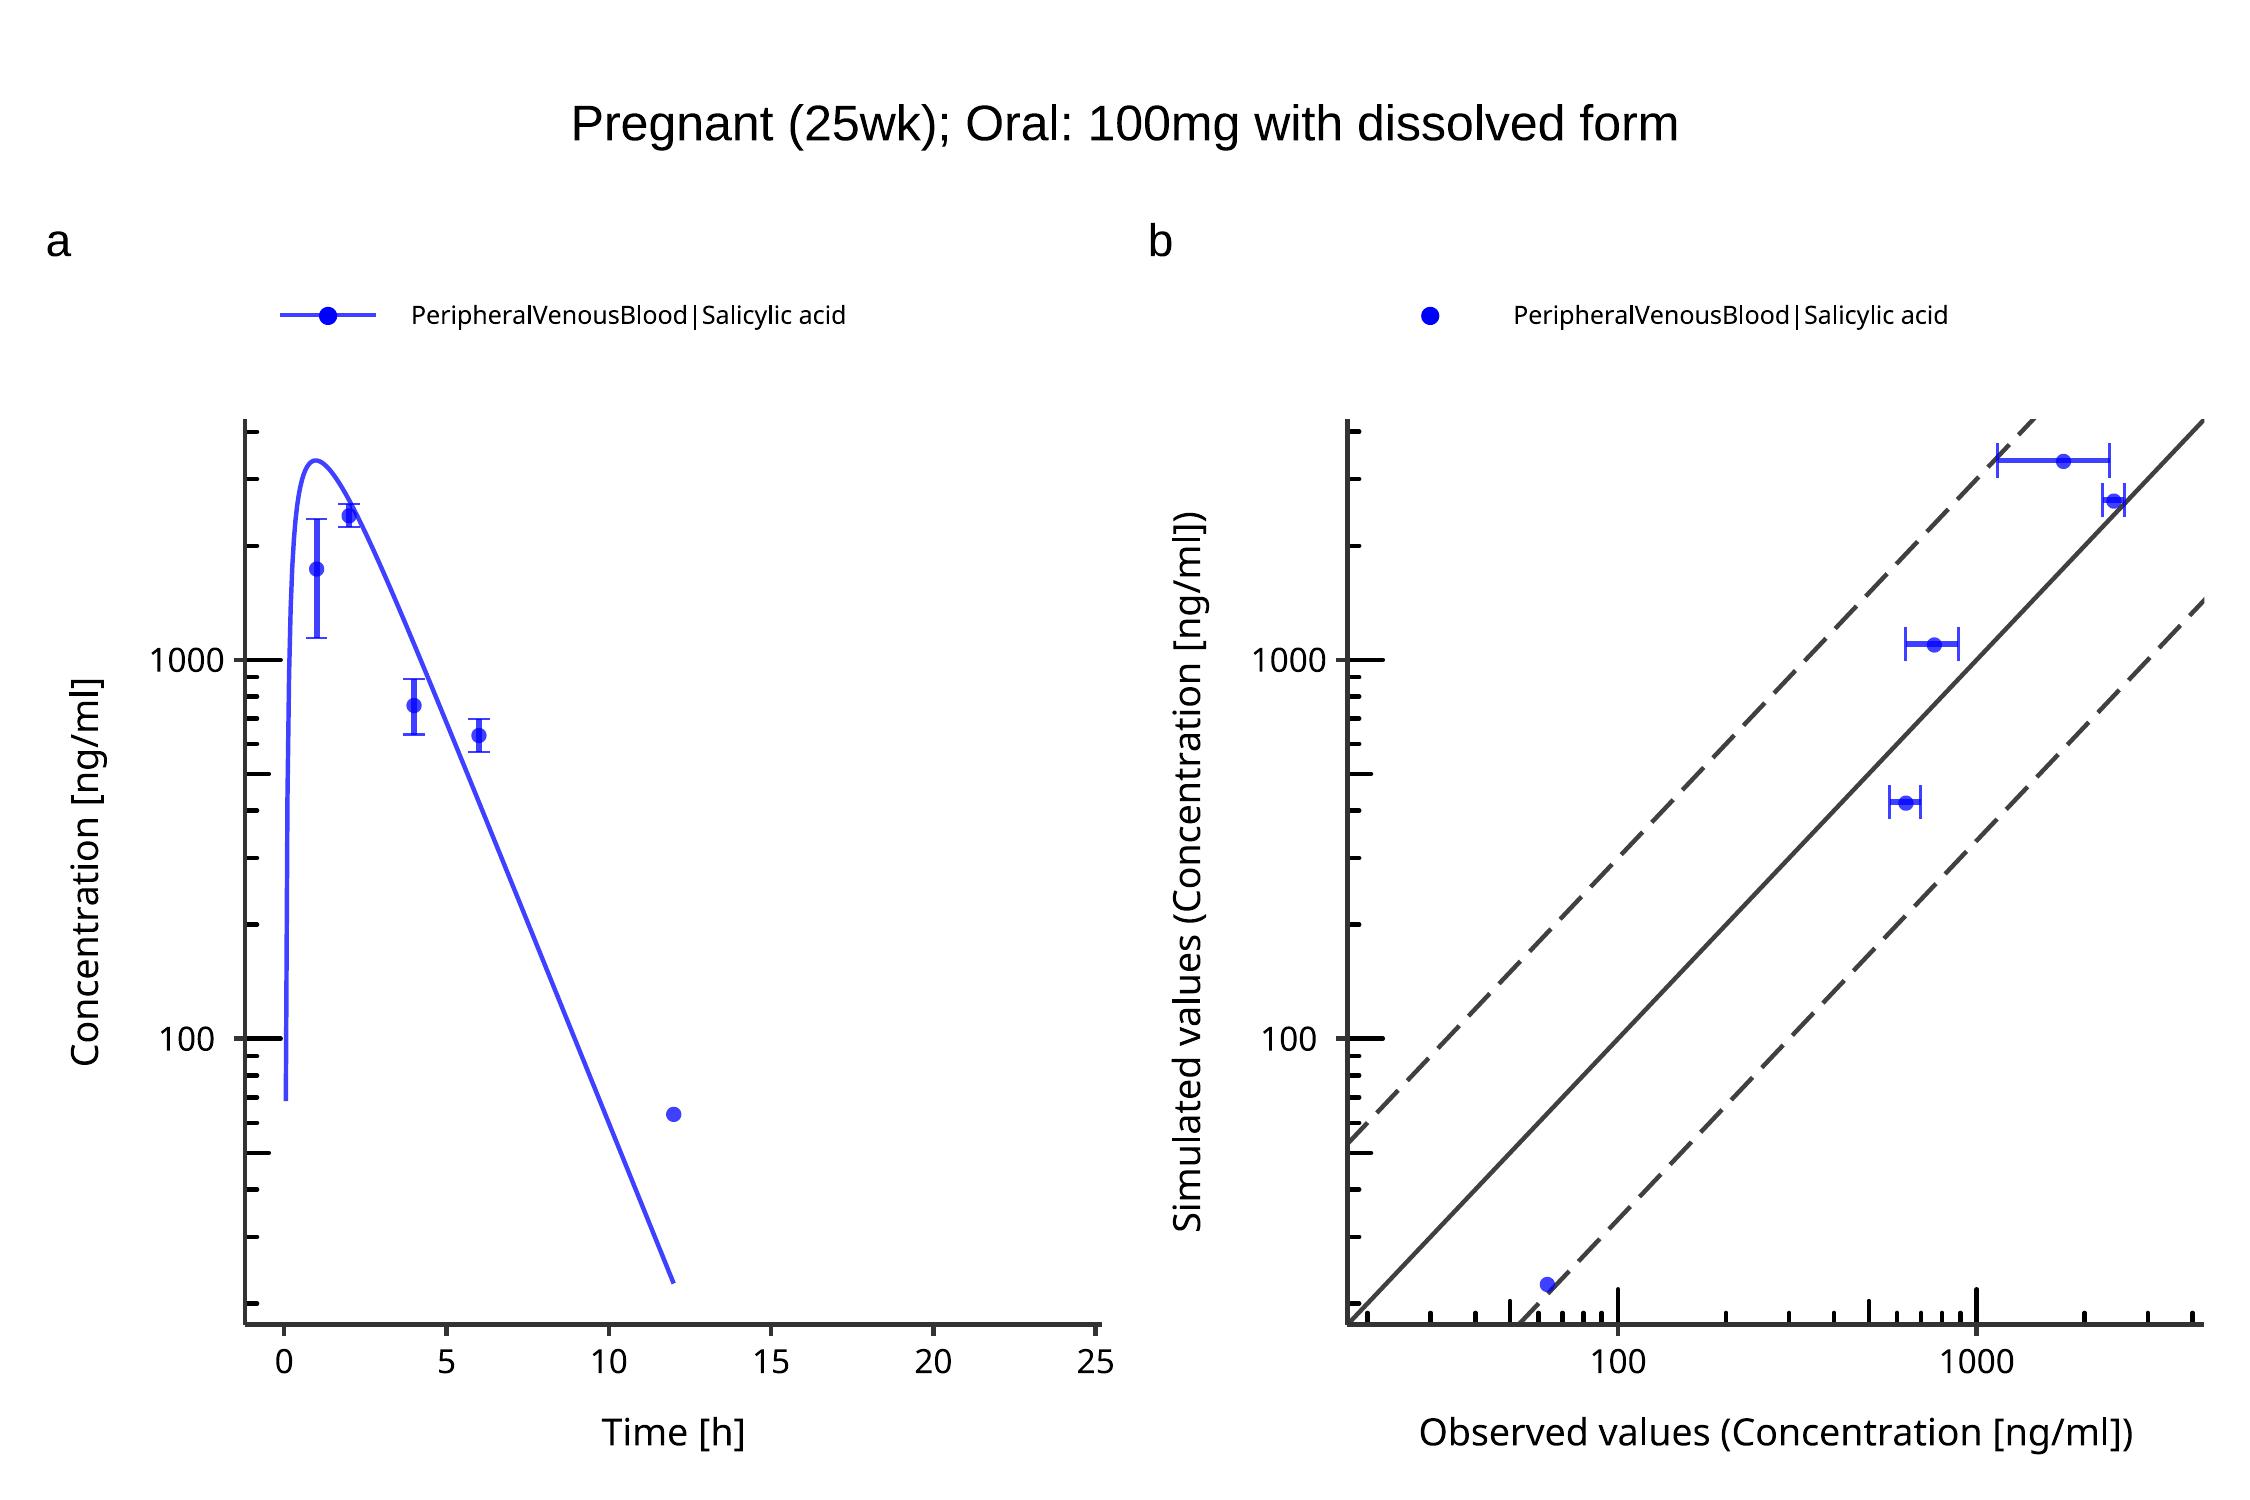 Pregnant (25wk); Oral: 100mg with dissolved form
a
PeripheralVenousBlood|Salicylic acid
Concentration [ng/ml]
1000
100
0 5 10 15 20 25
Time [h]
b
PeripheralVenousBlood|Salicylic acid
Simulated values (Concentration [ng/ml])
1000
100
100 1000
Observed values (Concentration [ng/ml])